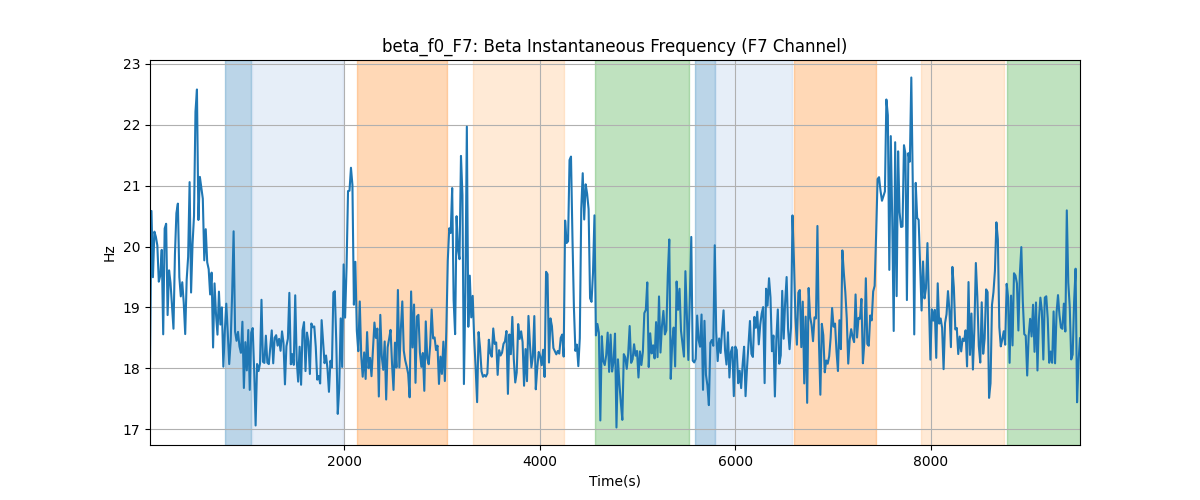 beta_f0_F7: Beta Instantaneous Frequency (F7 Channel)
23
22
21
20
19
18
17
Hz
2000 4000 6000 8000
Time(s)